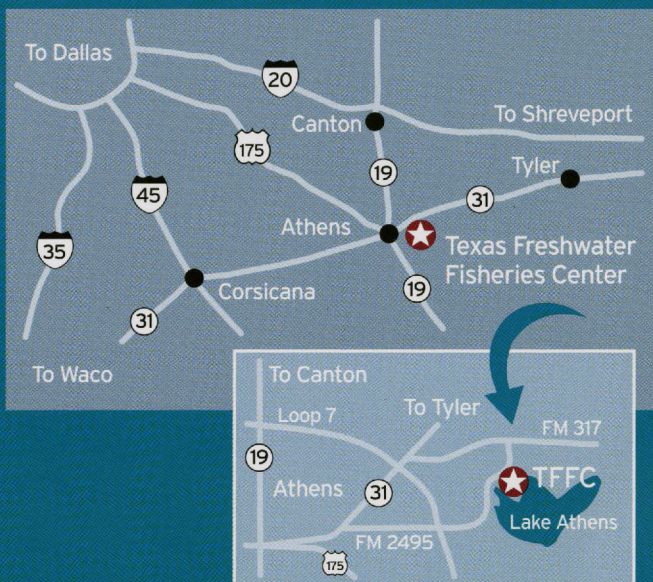 To Dallas
20
Canton
To Shreveport
175
19
Tyler
45
31
Athens
35
Texas Freshwater
Fisheries Center
Corsicana
19
31
To Waco
To Canton
Loop 7
To Tyler
FM 317
19
TFFC
Athens
31
Lake Athens
FM 2495
175